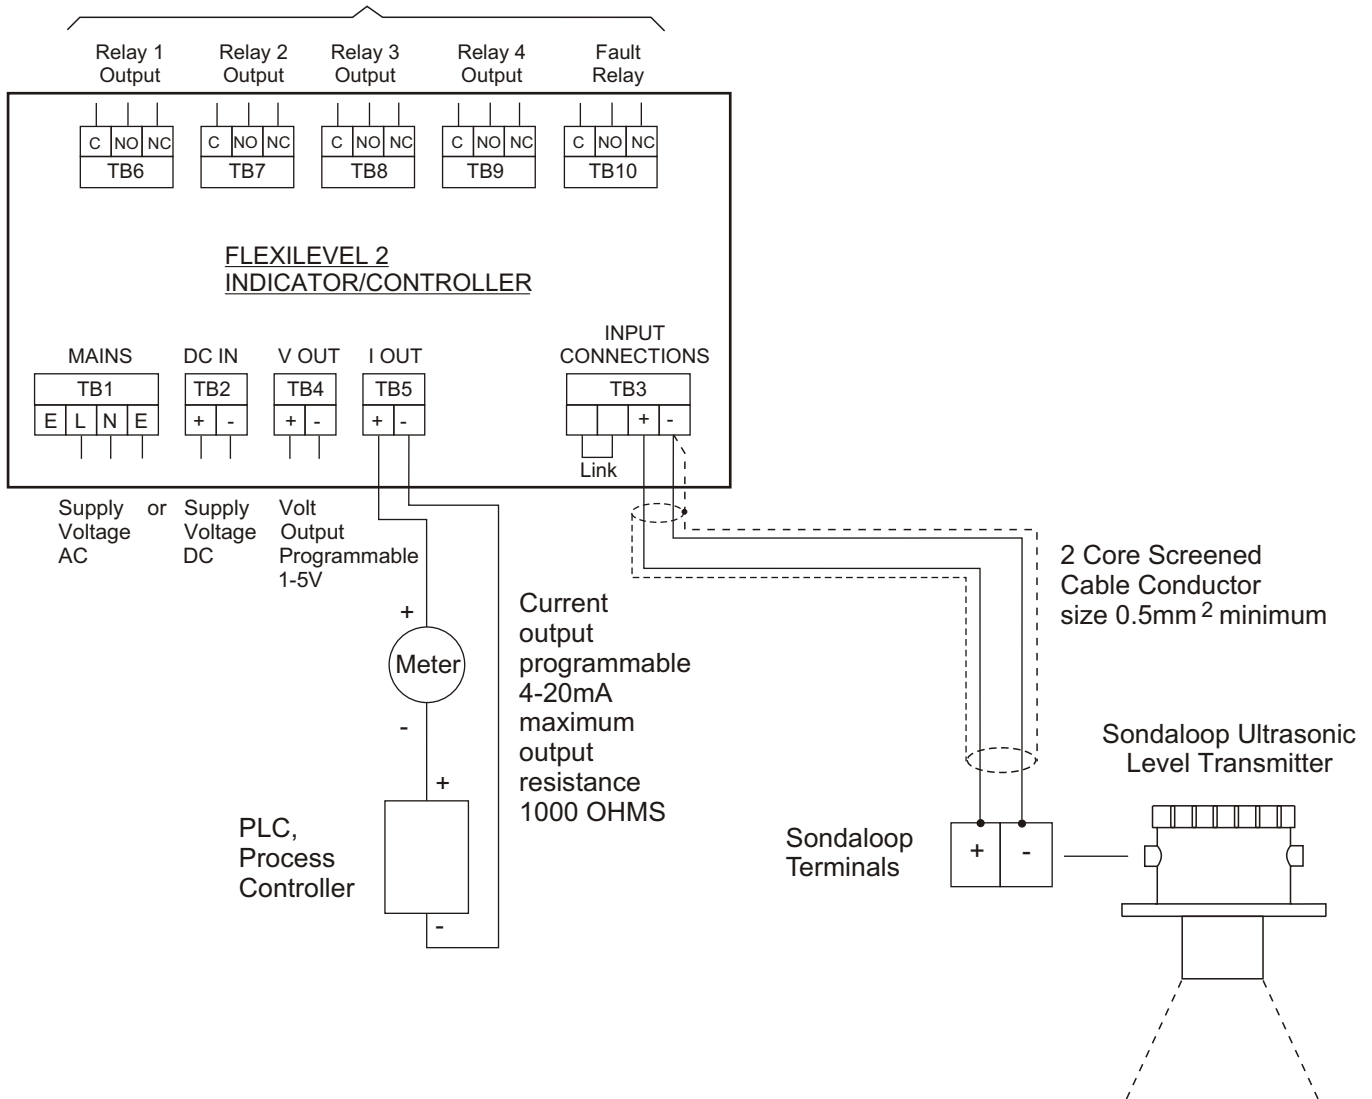 Relay 1 Output
Relay 2 Output
Relay 3 Output
Relay 4 Output
Fault Relay
C NO NC
TB6
C NO NC
TB7
C NO NC
TB8
C NO NC
TB9
C NO NC
TB10
FLEXILEVEL 2
INDICATOR/CONTROLLER
MAINS
TB1
E L N E
DC IN
TB2
+ -
V OUT
TB4
+ -
I OUT
TB5
+ -
INPUT
CONNECTIONS
TB3
+ -
Link
Supply
Voltage
AC
or
Supply
Voltage
DC
Volt
Output
Programmable
1-5V
+
Meter
-
+
PLC,
Process
Controller
-
Current
output
programmable
4-20mA
maximum
output
resistance
1000 OHMS
2 Core Screened
Cable Conductor
size 0.5mm 2 minimum
Sondaloop Ultrasonic
Level Transmitter
Sondaloop
Terminals
+ -